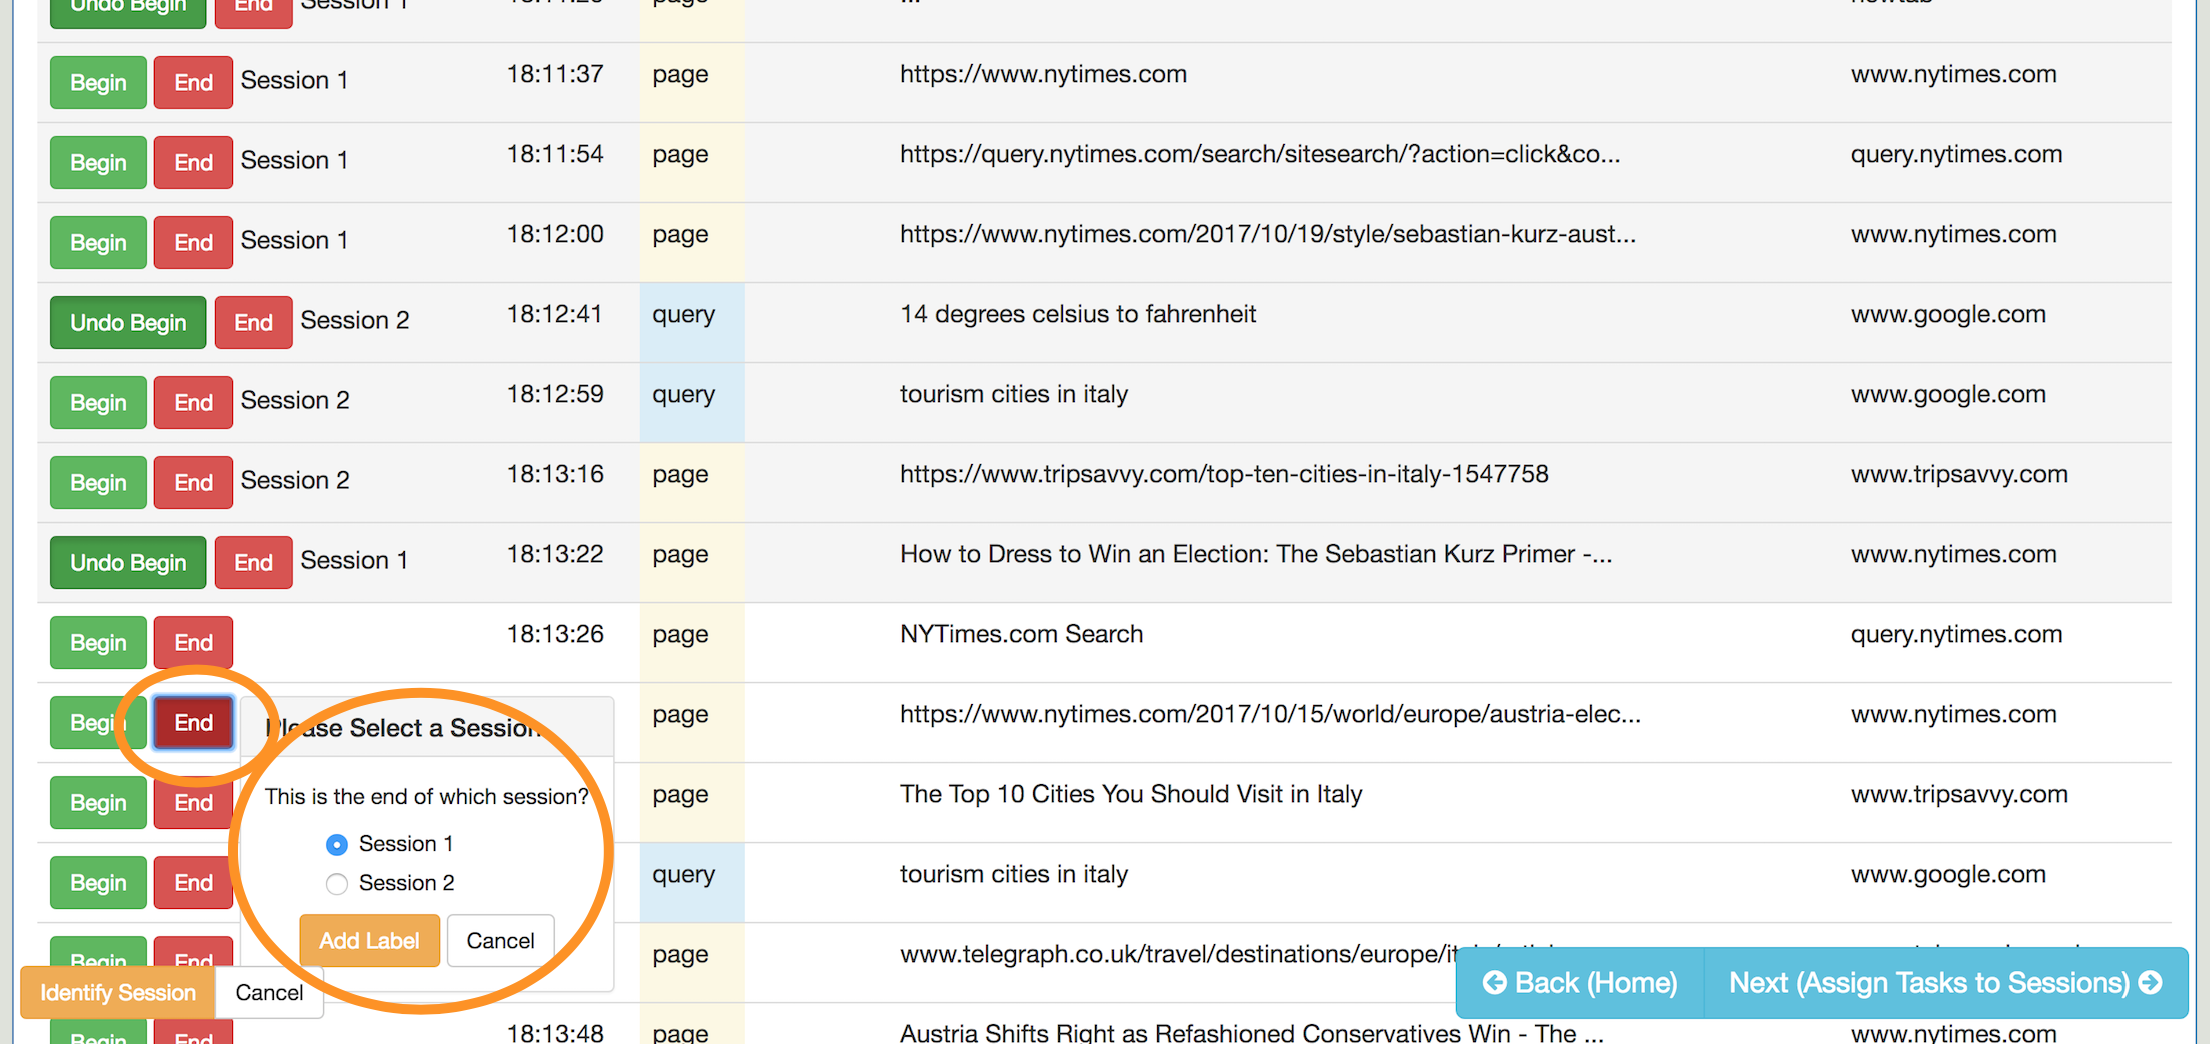 Undo Begin End Session 1 page ... newtab
Begin End Session 1 18:11:37 page https://www.nytimes.com www.nytimes.com
Begin End Session 1 18:11:54 page https://query.nytimes.com/search/sitesearch/?action=click&co... query.nytimes.com
Begin End Session 1 18:12:00 page https://www.nytimes.com/2017/10/19/style/sebastian-kurz-aust... www.nytimes.com
Undo Begin End Session 2 18:12:41 query 14 degrees celsius to fahrenheit www.google.com
Begin End Session 2 18:12:59 query tourism cities in italy www.google.com
Begin End Session 2 18:13:16 page https://www.tripsavvy.com/top-ten-cities-in-italy-1547758 www.tripsavvy.com
Undo Begin End Session 1 18:13:22 page How to Dress to Win an Election: The Sebastian Kurz Primer -... www.nytimes.com
Begin End 18:13:26 page NYTimes.com Search query.nytimes.com
Begin End Please Select a Session page https://www.nytimes.com/2017/10/15/world/europe/austria-elec... www.nytimes.com
Begin End This is the end of which session? page The Top 10 Cities You Should Visit in Italy www.tripsavvy.com
Session 1
Begin End Session 2 query tourism cities in italy www.google.com
Add Label Cancel
Begin End page www.telegraph.co.uk/travel/destinations/europe/
Identify Session Cancel Back (Home) Next (Assign Tasks to Sessions)
Begin End 18:13:48 page Austria Shifts Right as Refashioned Conservatives Win - The ... www.nytimes.com